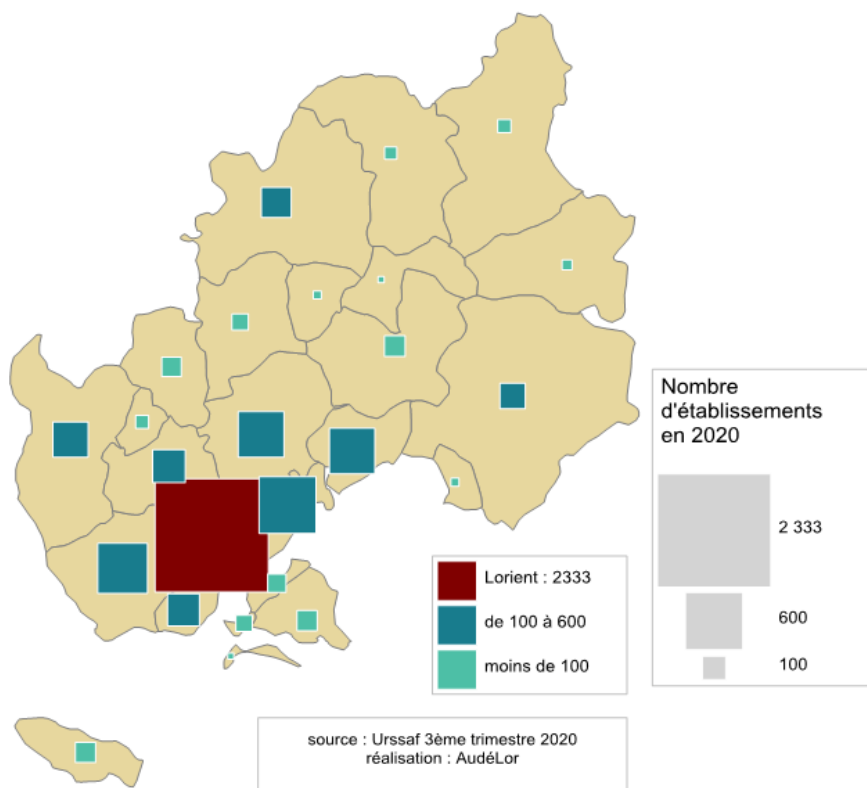 Nombre
d'établissements
en 2020
2 333
600
100
Lorient : 2333
de 100 à 600
moins de 100
source : Urssaf 3ème trimestre 2020
réalisation : AudéLor